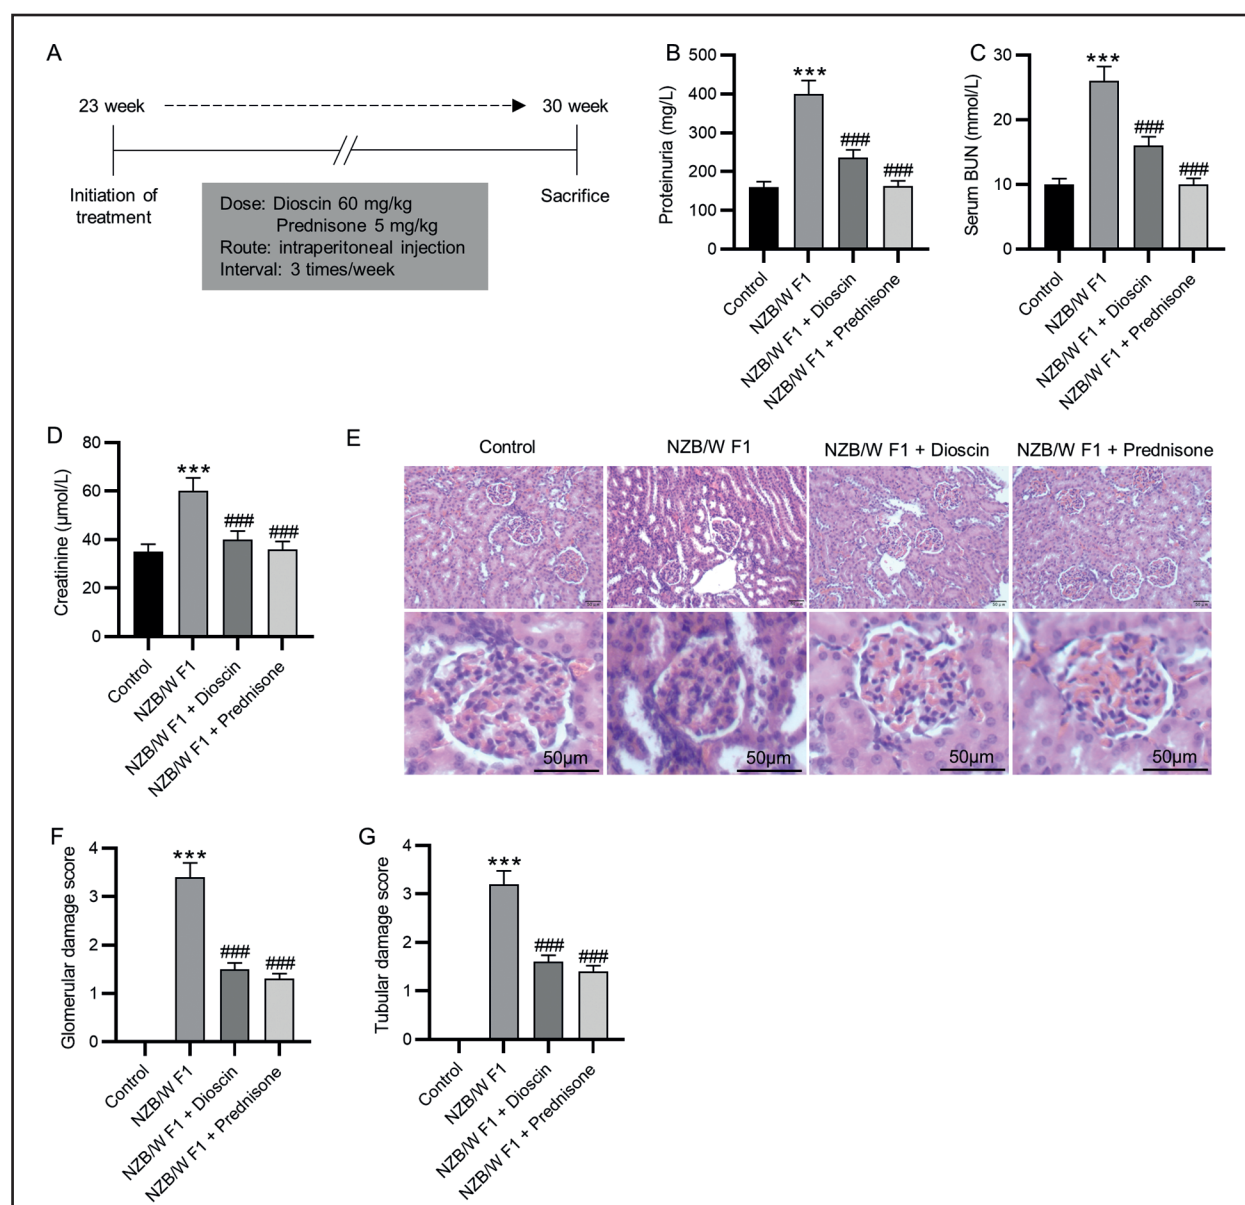 A
23 week
30 week
Initiation of
treatment
Sacrifice
Dose: Dioscin 60 mg/kg
Prednisone 5 mg/kg
Route: intraperitoneal injection
Interval: 3 times/week
B
Proteinuria (mg/L)
500
400
300
200
100
0
***
###
###
Control
NZB/W F1
NZB/W F1 + Dioscin
NZB/W F1 + Prednisone
C
Serum BUN (mmol/L)
30
20
10
0
***
###
###
Control
NZB/W F1
NZB/W F1 + Dioscin
NZB/W F1 + Prednisone
D
Creatinine (μmol/L)
80
60
40
20
0
***
###
###
Control
NZB/W F1
NZB/W F1 + Dioscin
NZB/W F1 + Prednisone
E
Control
NZB/W F1
NZB/W F1 + Dioscin
NZB/W F1 + Prednisone
50μm
50μm
50μm
50μm
F
Glomerular damage score
4
3
2
1
0
***
###
###
Control
NZB/W F1
NZB/W F1 + Dioscin
NZB/W F1 + Prednisone
G
Tubular damage score
4
3
2
1
0
***
###
###
Control
NZB/W F1
NZB/W F1 + Dioscin
NZB/W F1 + Prednisone